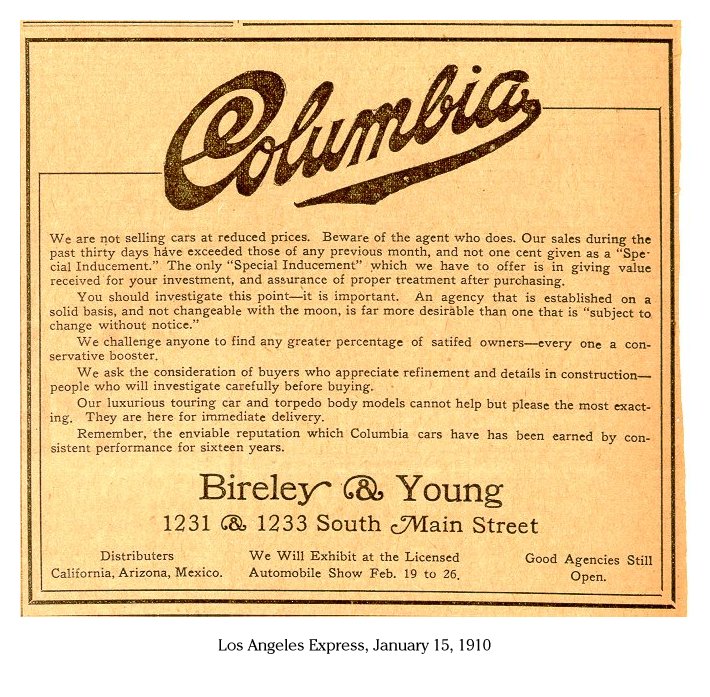 Columbia
We are not selling cars at reduced prices. Beware of the agent who does. Our sales during the
past thirty days have exceeded those of any previous month, and not one cent given as a "Spe-
cial Inducement." The only "Special Inducement" which we have to offer is in giving value
received for your investment, and assurance of proper treatment after purchasing.
You should investigate this point—it is important. An agency that is established on a
solid basis, and not changeable with the moon, is far more desirable than one that is "subject to
change without notice."
We challenge anyone to find any greater percentage of satifed owners—every one a con-
servative booster.
We ask the consideration of buyers who appreciate refinement and details in construction—
people who will investigate carefully before buying.
Our luxurious touring car and torpedo body models cannot help but please the most exact-
ing. They are here for immediate delivery.
Remember, the enviable reputation which Columbia cars have has been earned by con-
sistent performance for sixteen years.
Bireley & Young
1231 & 1233 South Main Street
Distributers
California, Arizona, Mexico.
We Will Exhibit at the Licensed
Automobile Show Feb. 19 to 26.
Good Agencies Still
Open.
Los Angeles Express, January 15, 1910